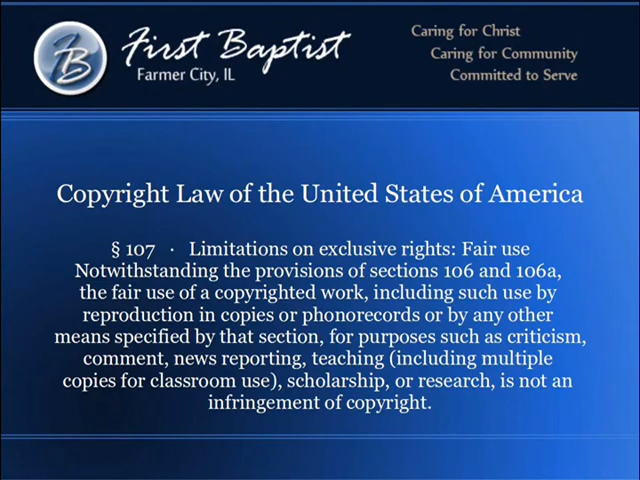 FB
First Baptist
Farmer City, IL
Caring for Christ
Caring for Community
Committed to Serve
Copyright Law of the United States of America
§ 107 · Limitations on exclusive rights: Fair use
Notwithstanding the provisions of sections 106 and 106a,
the fair use of a copyrighted work, including such use by
reproduction in copies or phonorecords or by any other
means specified by that section, for purposes such as criticism,
comment, news reporting, teaching (including multiple
copies for classroom use), scholarship, or research, is not an
infringement of copyright.